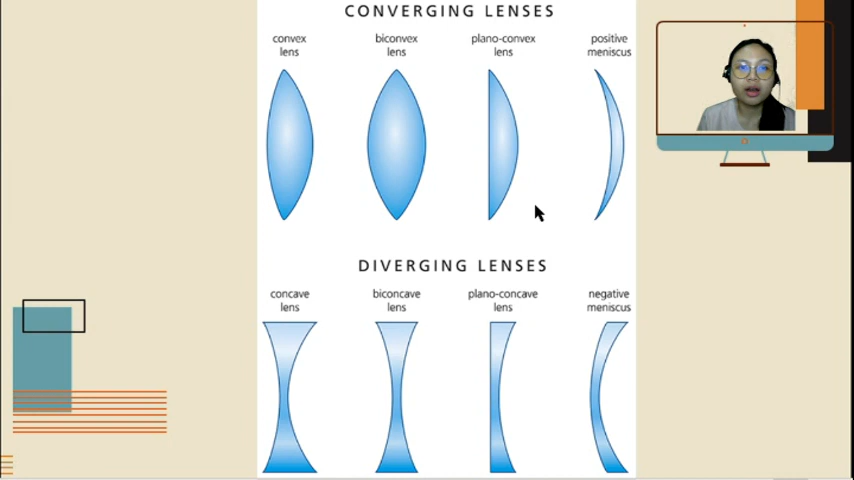 CONVERGING LENSES
convex lens
biconvex lens
plano-convex lens
positive meniscus
DIVERGING LENSES
concave lens
biconcave lens
plano-concave lens
negative meniscus